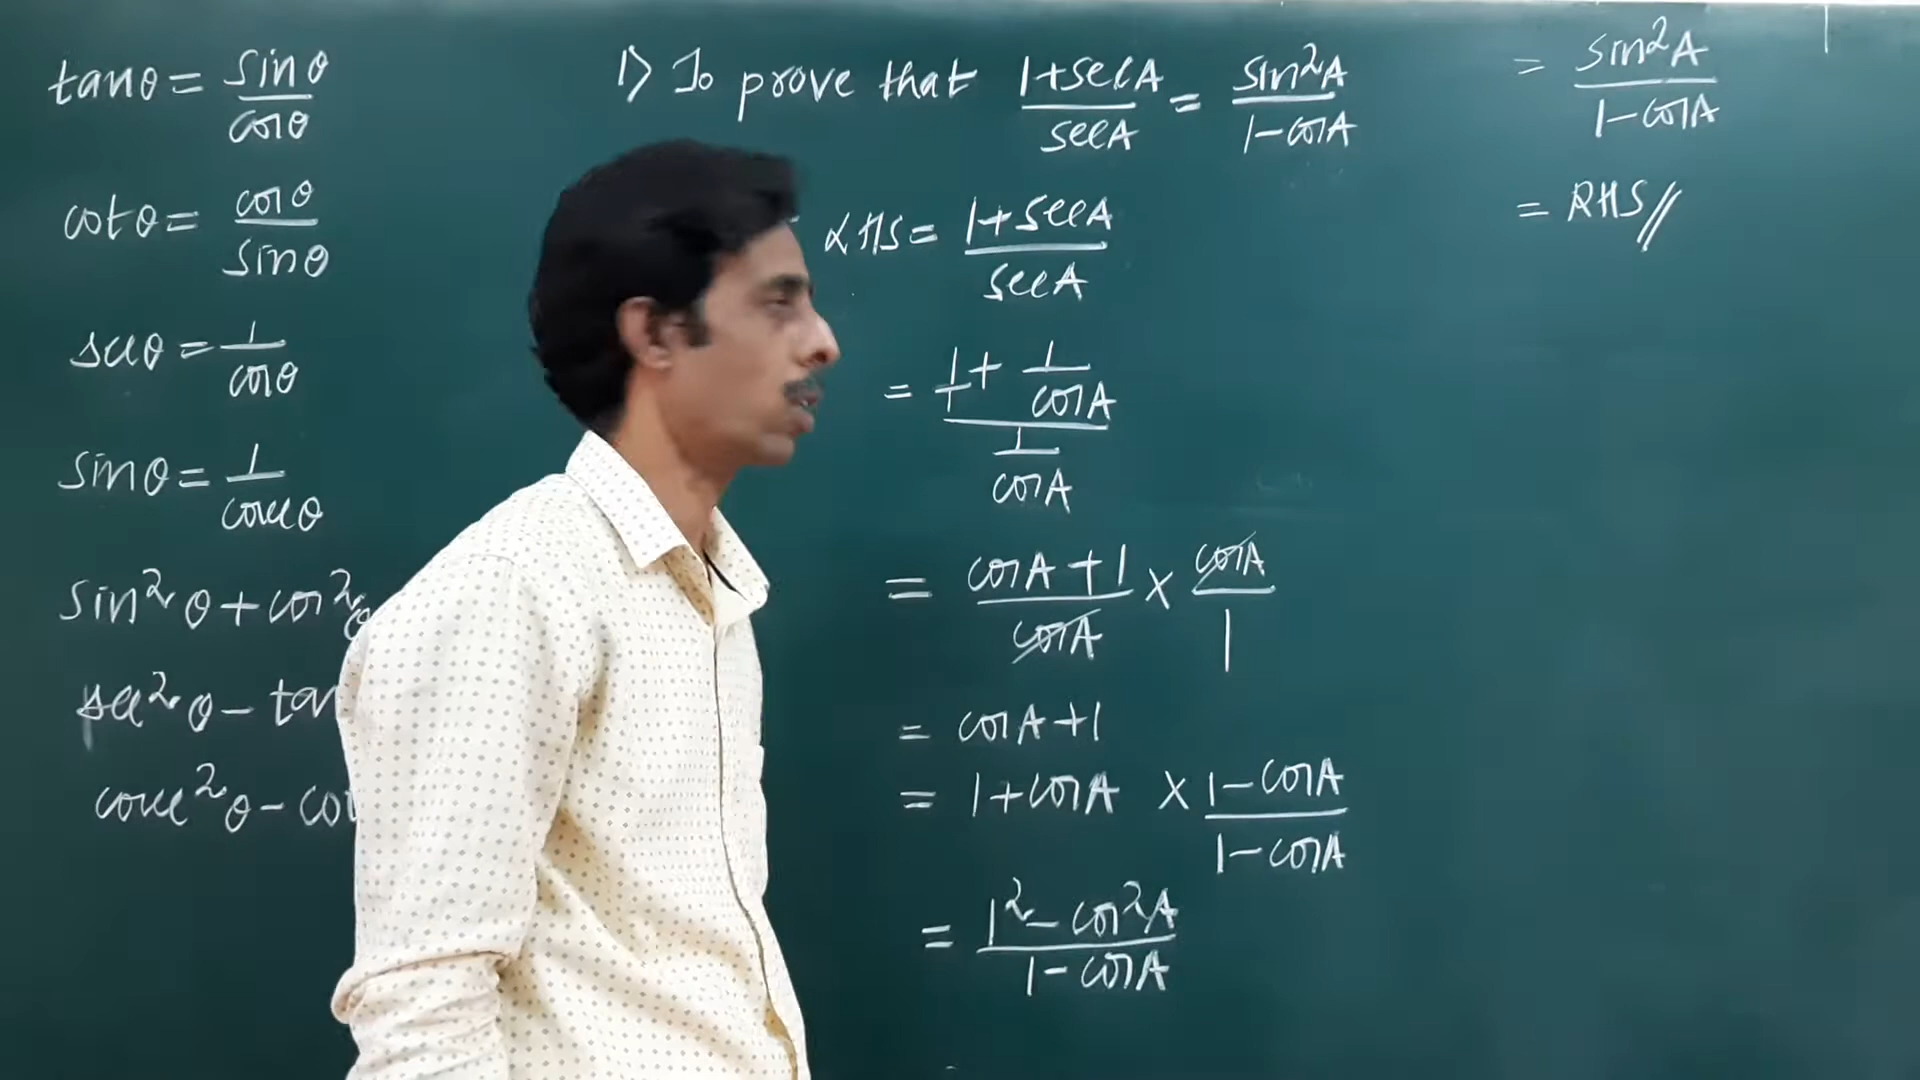 tanθ = sinθ/cosθ
cotθ = cosθ/sinθ
secθ = 1/cosθ
sinθ = 1/cosecθ
sin²θ + cos²θ
sec²θ - tan
cosec²θ - cot
1) To prove that (1+secA)/secA = sin²A/(1-cosA)
LHS = (1+secA)/secA
= (1/1 + 1/cosA)/(1/cosA)
= (cosA+1)/cosA × cosA/1
= cosA+1
= 1+cosA × (1-cosA)/(1-cosA)
= (1²-cos²A)/(1-cosA)
= sin²A/(1-cosA)
= RHS//